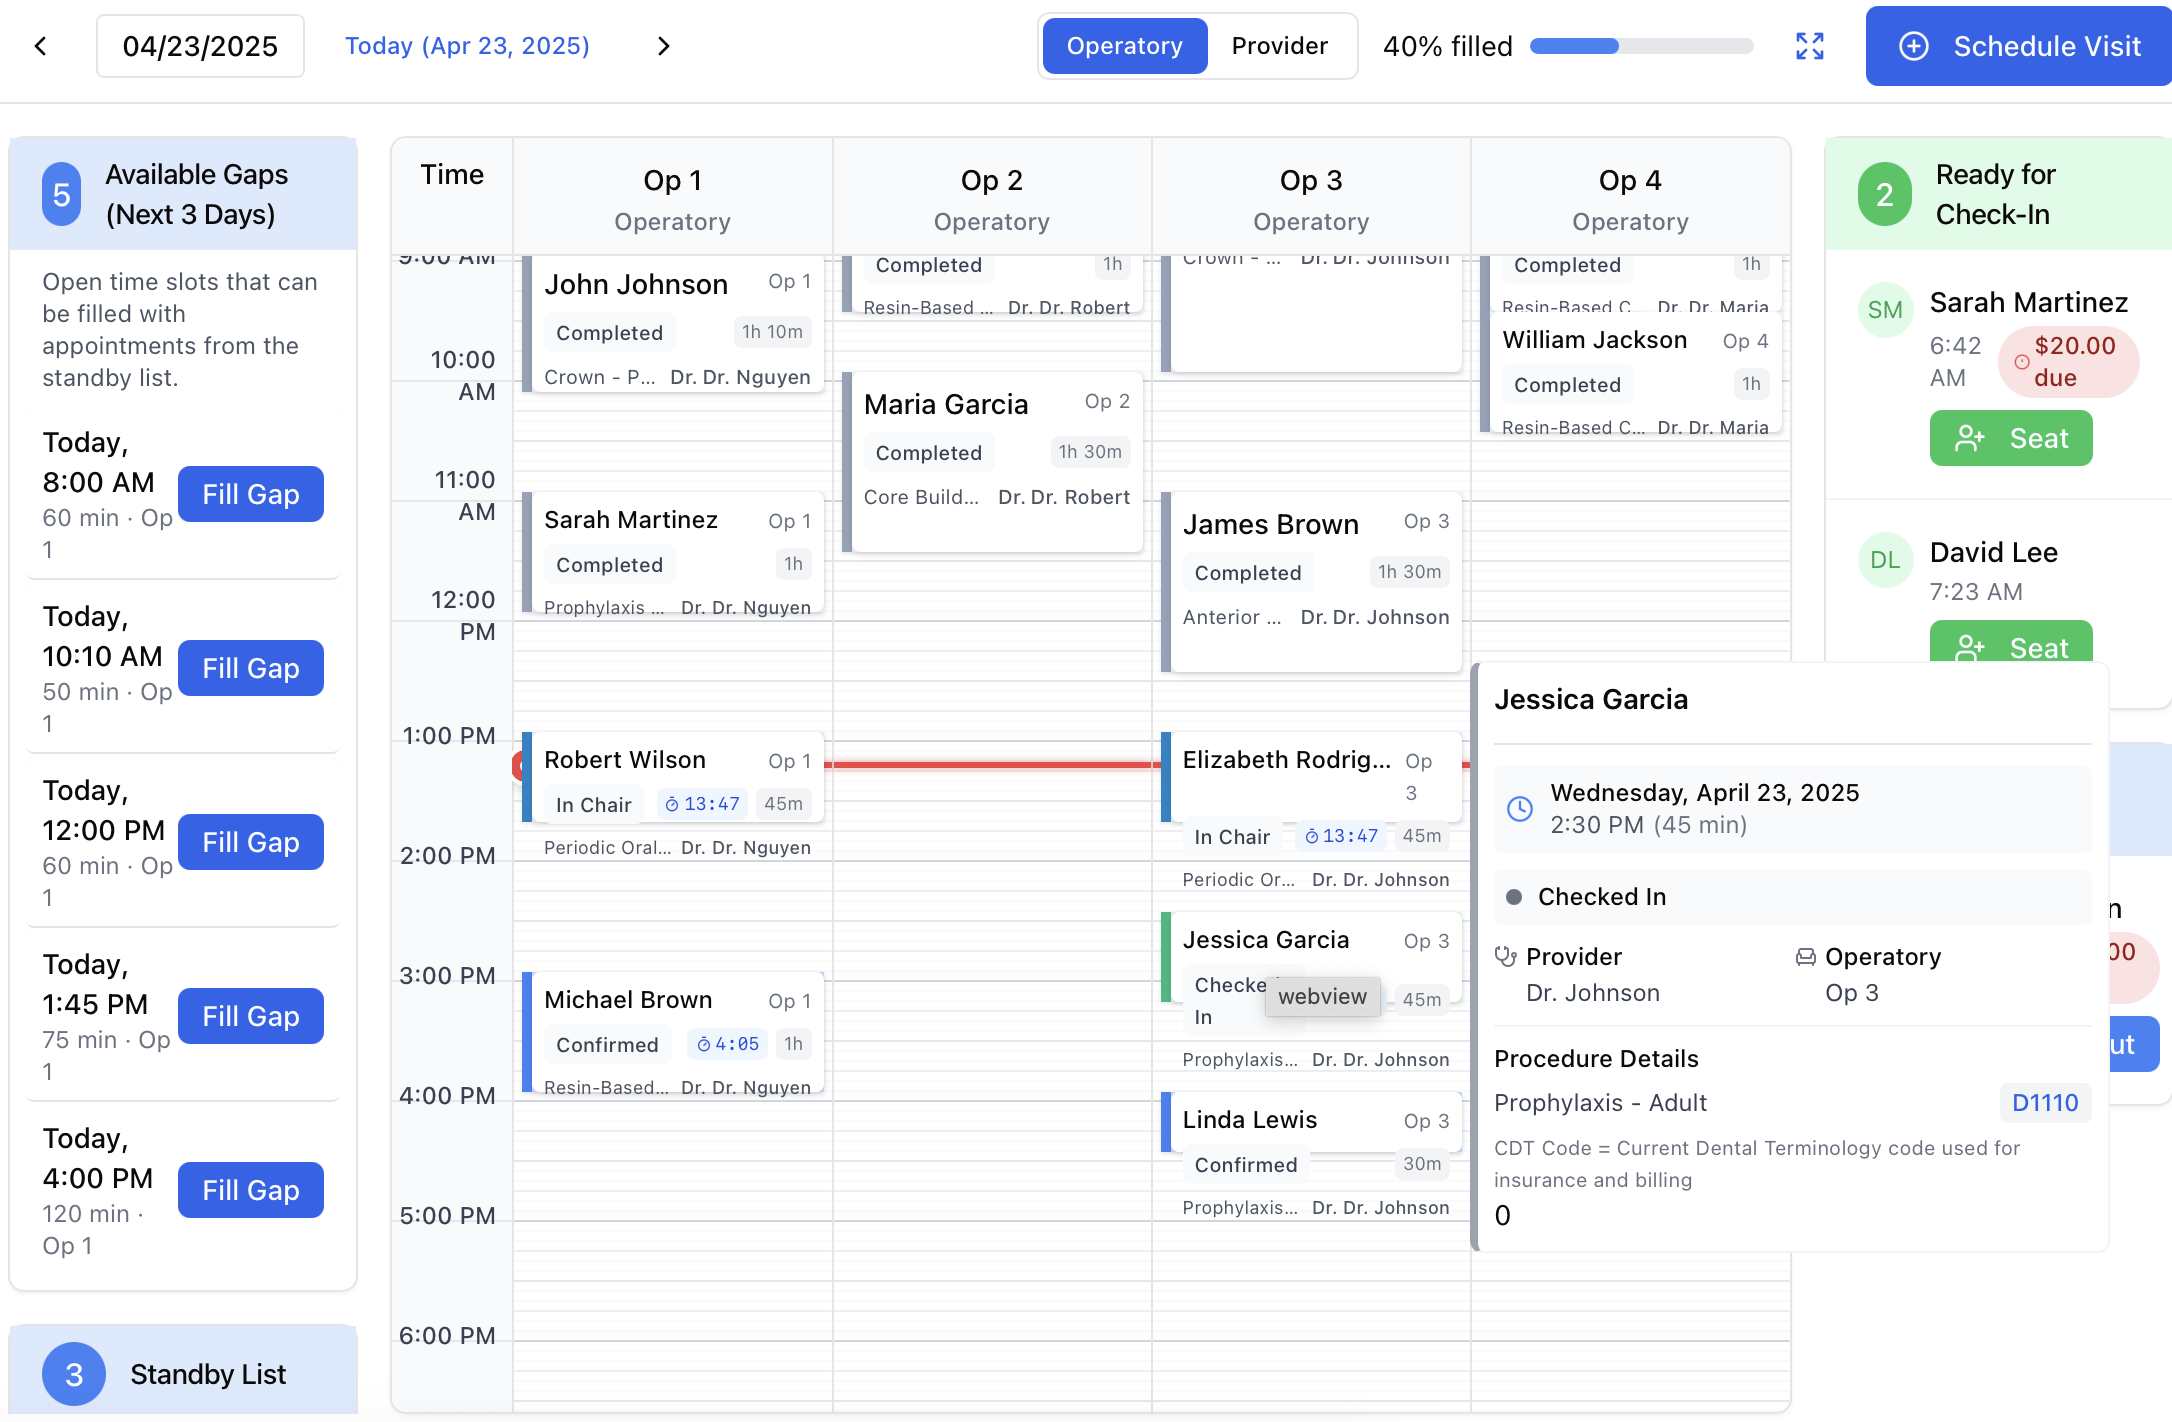 04/23/2025
Today (Apr 23, 2025)
Operatory
Provider
40% filled
Schedule Visit
5
Available Gaps
(Next 3 Days)
Open time slots that can
be filled with
appointments from the
standby list.
Today,
8:00 AM
60 min · Op
1
Fill Gap
Today,
10:10 AM
50 min · Op
1
Fill Gap
Today,
12:00 PM
60 min · Op
1
Fill Gap
Today,
1:45 PM
75 min · Op
1
Fill Gap
Today,
4:00 PM
120 min ·
Op 1
Fill Gap
3
Standby List
Time
Op 1
Operatory
Op 2
Operatory
Op 3
Operatory
Op 4
Operatory
9:00 AM
10:00
AM
11:00
AM
12:00
PM
1:00 PM
2:00 PM
3:00 PM
4:00 PM
5:00 PM
6:00 PM
John Johnson
Op 1
Completed
1h 10m
Crown - P...
Dr. Dr. Nguyen
Sarah Martinez
Op 1
Completed
1h
Prophylaxis ...
Dr. Dr. Nguyen
Robert Wilson
Op 1
In Chair
13:47
45m
Periodic Oral...
Dr. Dr. Nguyen
Michael Brown
Op 1
Confirmed
4:05
1h
Resin-Based...
Dr. Dr. Nguyen
Completed
1h
Resin-Based ...
Dr. Dr. Robert
Maria Garcia
Op 2
Completed
1h 30m
Core Build...
Dr. Dr. Robert
Crown - ...
Dr. Dr. Johnson
James Brown
Op 3
Completed
1h 30m
Anterior ...
Dr. Dr. Johnson
Elizabeth Rodrig...
Op
3
In Chair
13:47
45m
Periodic Or...
Dr. Dr. Johnson
Jessica Garcia
Op 3
Checke
In
webview
45m
Prophylaxis...
Dr. Dr. Johnson
Linda Lewis
Op 3
Confirmed
30m
Prophylaxis...
Dr. Dr. Johnson
Completed
1h
Resin-Based C...
Dr. Dr. Maria
William Jackson
Op 4
Completed
1h
Resin-Based C...
Dr. Dr. Maria
2
Ready for
Check-In
SM
Sarah Martinez
6:42
AM
$20.00
due
Seat
DL
David Lee
7:23 AM
Seat
Jessica Garcia
Wednesday, April 23, 2025
2:30 PM (45 min)
Checked In
Provider
Dr. Johnson
Operatory
Op 3
Procedure Details
Prophylaxis - Adult
D1110
CDT Code = Current Dental Terminology code used for
insurance and billing
0
n
00
ut